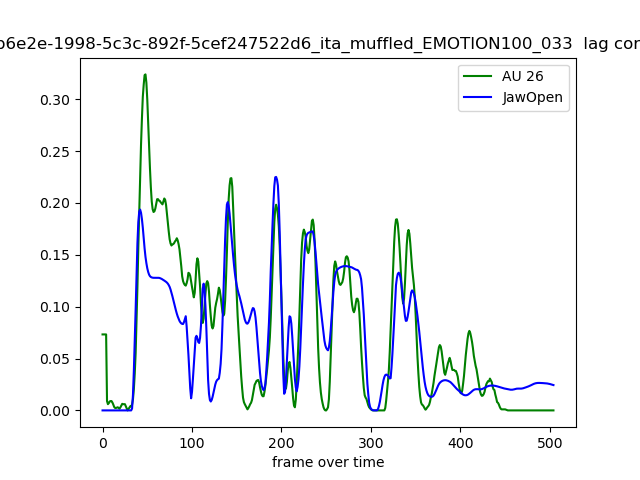 b6e2e-1998-5c3c-892f-5cef247522d6_ita_muffled_EMOTION100_033 lag cor
AU 26
JawOpen
0.30
0.25
0.20
0.15
0.10
0.05
0.00
0 100 200 300 400 500
frame over time